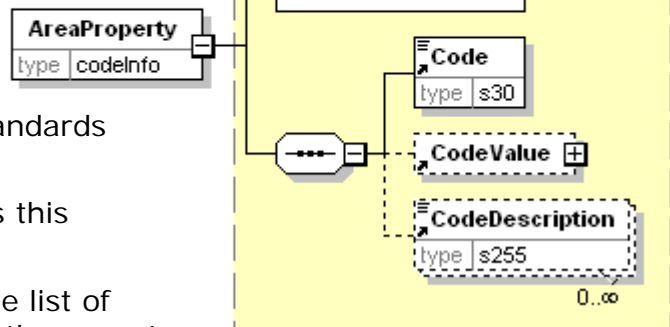 AreaProperty
type codeInfo
andards
s this
e list of
Code
type s30
CodeValue
CodeDescription
type s255
0..∞